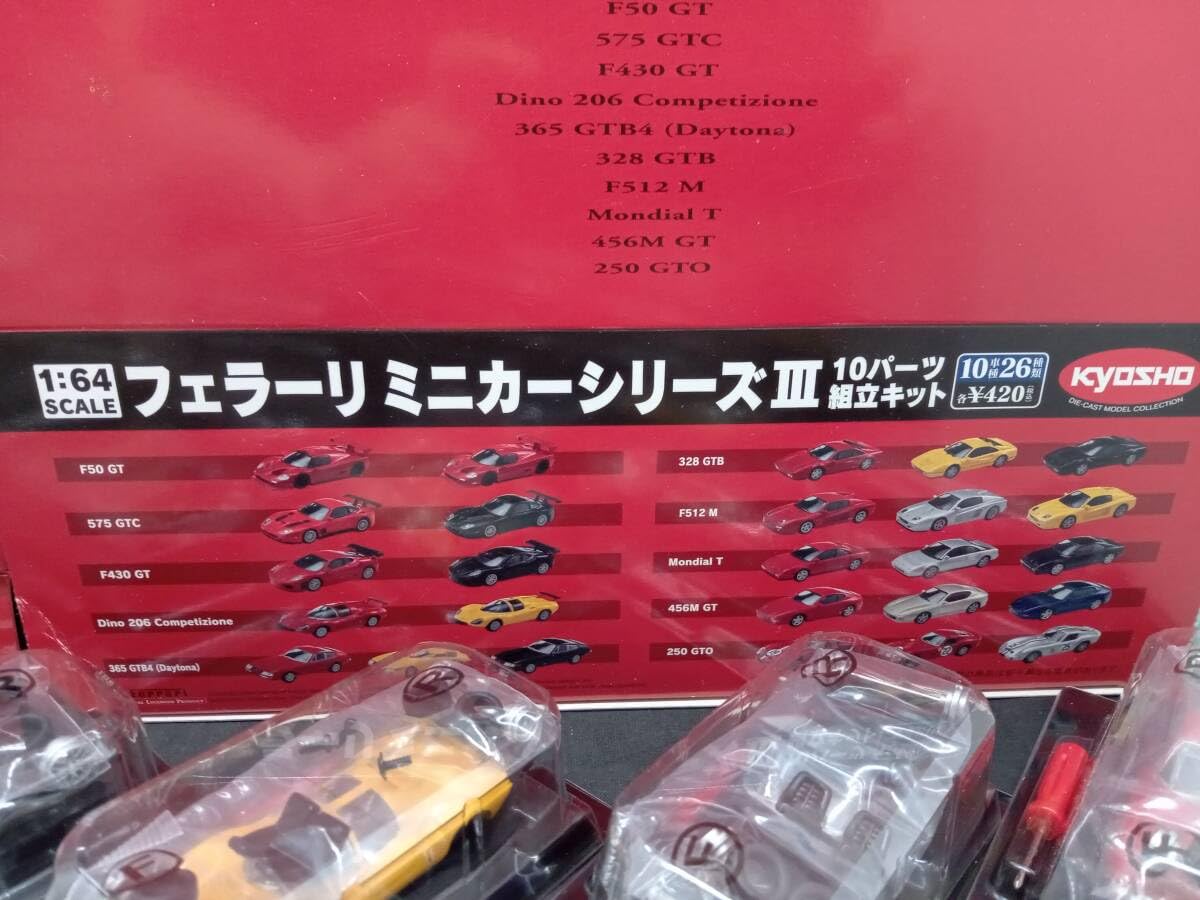 F50 GT
575 GTC
F430 GT
Dino 206 Competizione
365 GTB4 (Daytona)
328 GTB
F512 M
Mondial T
456M GT
250 GTO
1:64
SCALE
フェラーリ ミニカーシリーズⅢ
10パーツ
組立キット
10車種26種類
各¥420(税込)
KYOSHO
DIE-CAST MODEL COLLECTION
F50 GT
575 GTC
F430 GT
Dino 206 Competizione
365 GTB4 (Daytona)
328 GTB
F512 M
Mondial T
456M GT
250 GTO